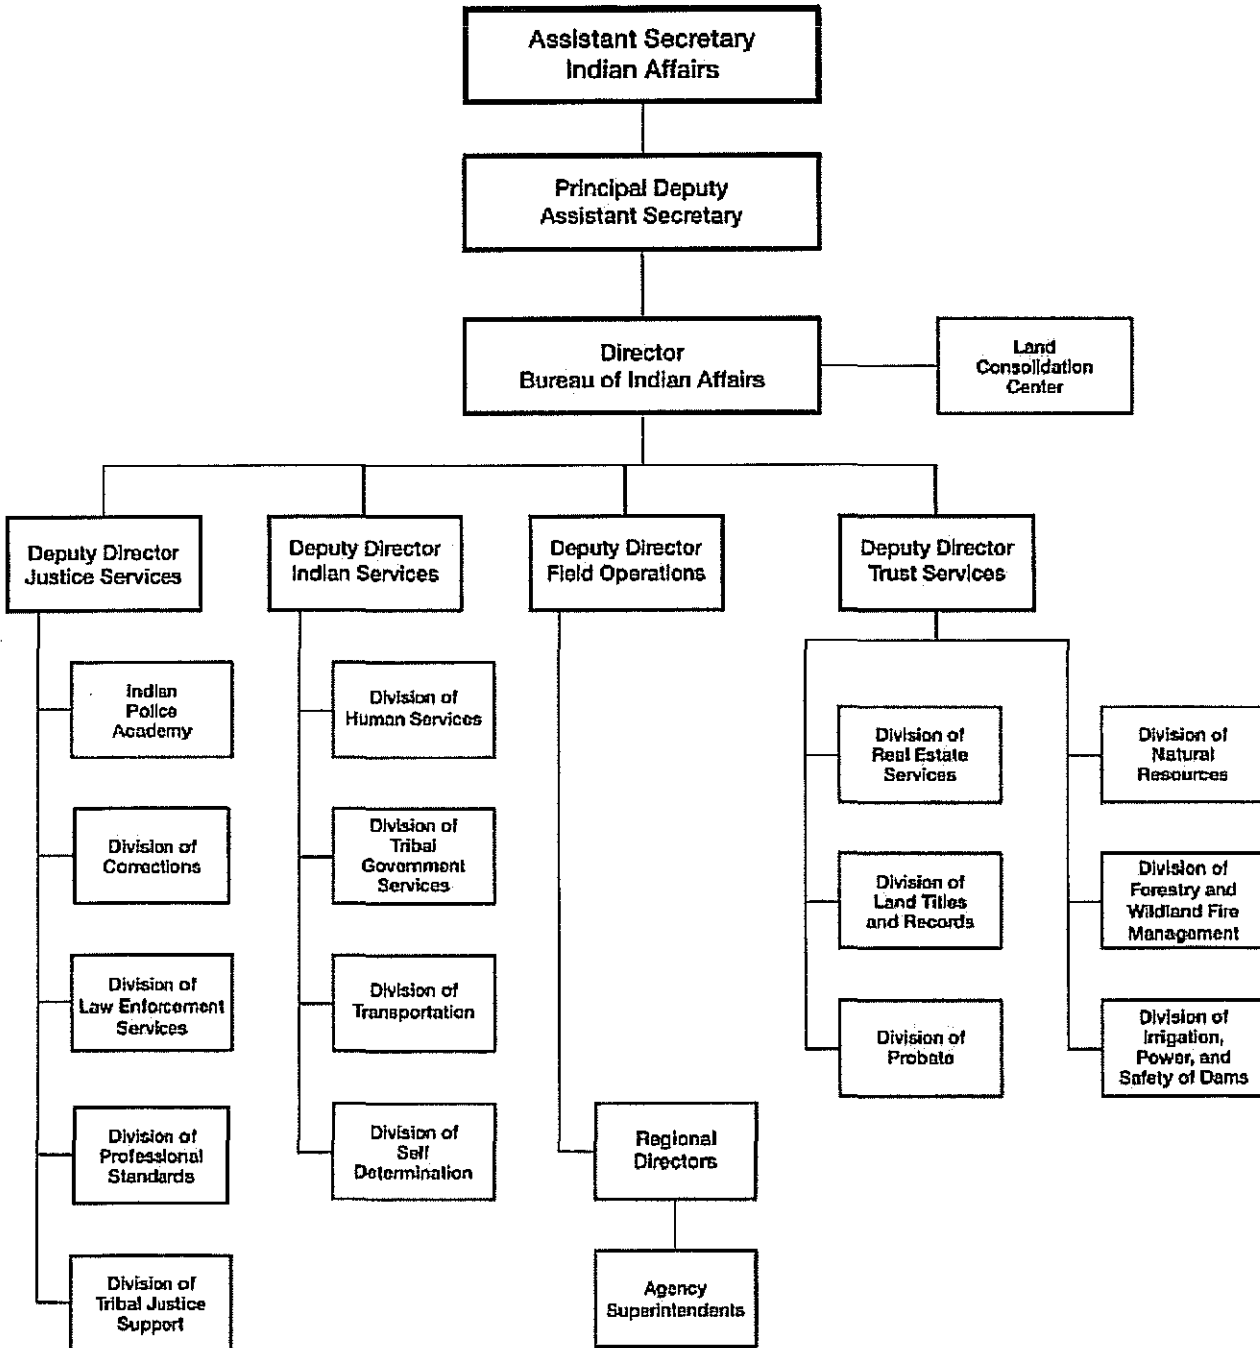 Assistant Secretary
Indian Affairs
Principal Deputy
Assistant Secretary
Director
Bureau of Indian Affairs
Land
Consolidation
Center
Deputy Director
Justice Services
Deputy Director
Indian Services
Deputy Director
Field Operations
Deputy Director
Trust Services
Indian
Police
Academy
Division of
Corrections
Division of
Law Enforcement
Services
Division of
Professional
Standards
Division of
Tribal Justice
Support
Division of
Human Services
Division of
Tribal
Government
Services
Division of
Transportation
Division of
Self
Determination
Regional
Directors
Agency
Superintendents
Division of
Real Estate
Services
Division of
Land Titles
and Records
Division of
Probate
Division of
Natural
Resources
Division of
Forestry and
Wildland Fire
Management
Division of
Irrigation,
Power, and
Safety of Dams